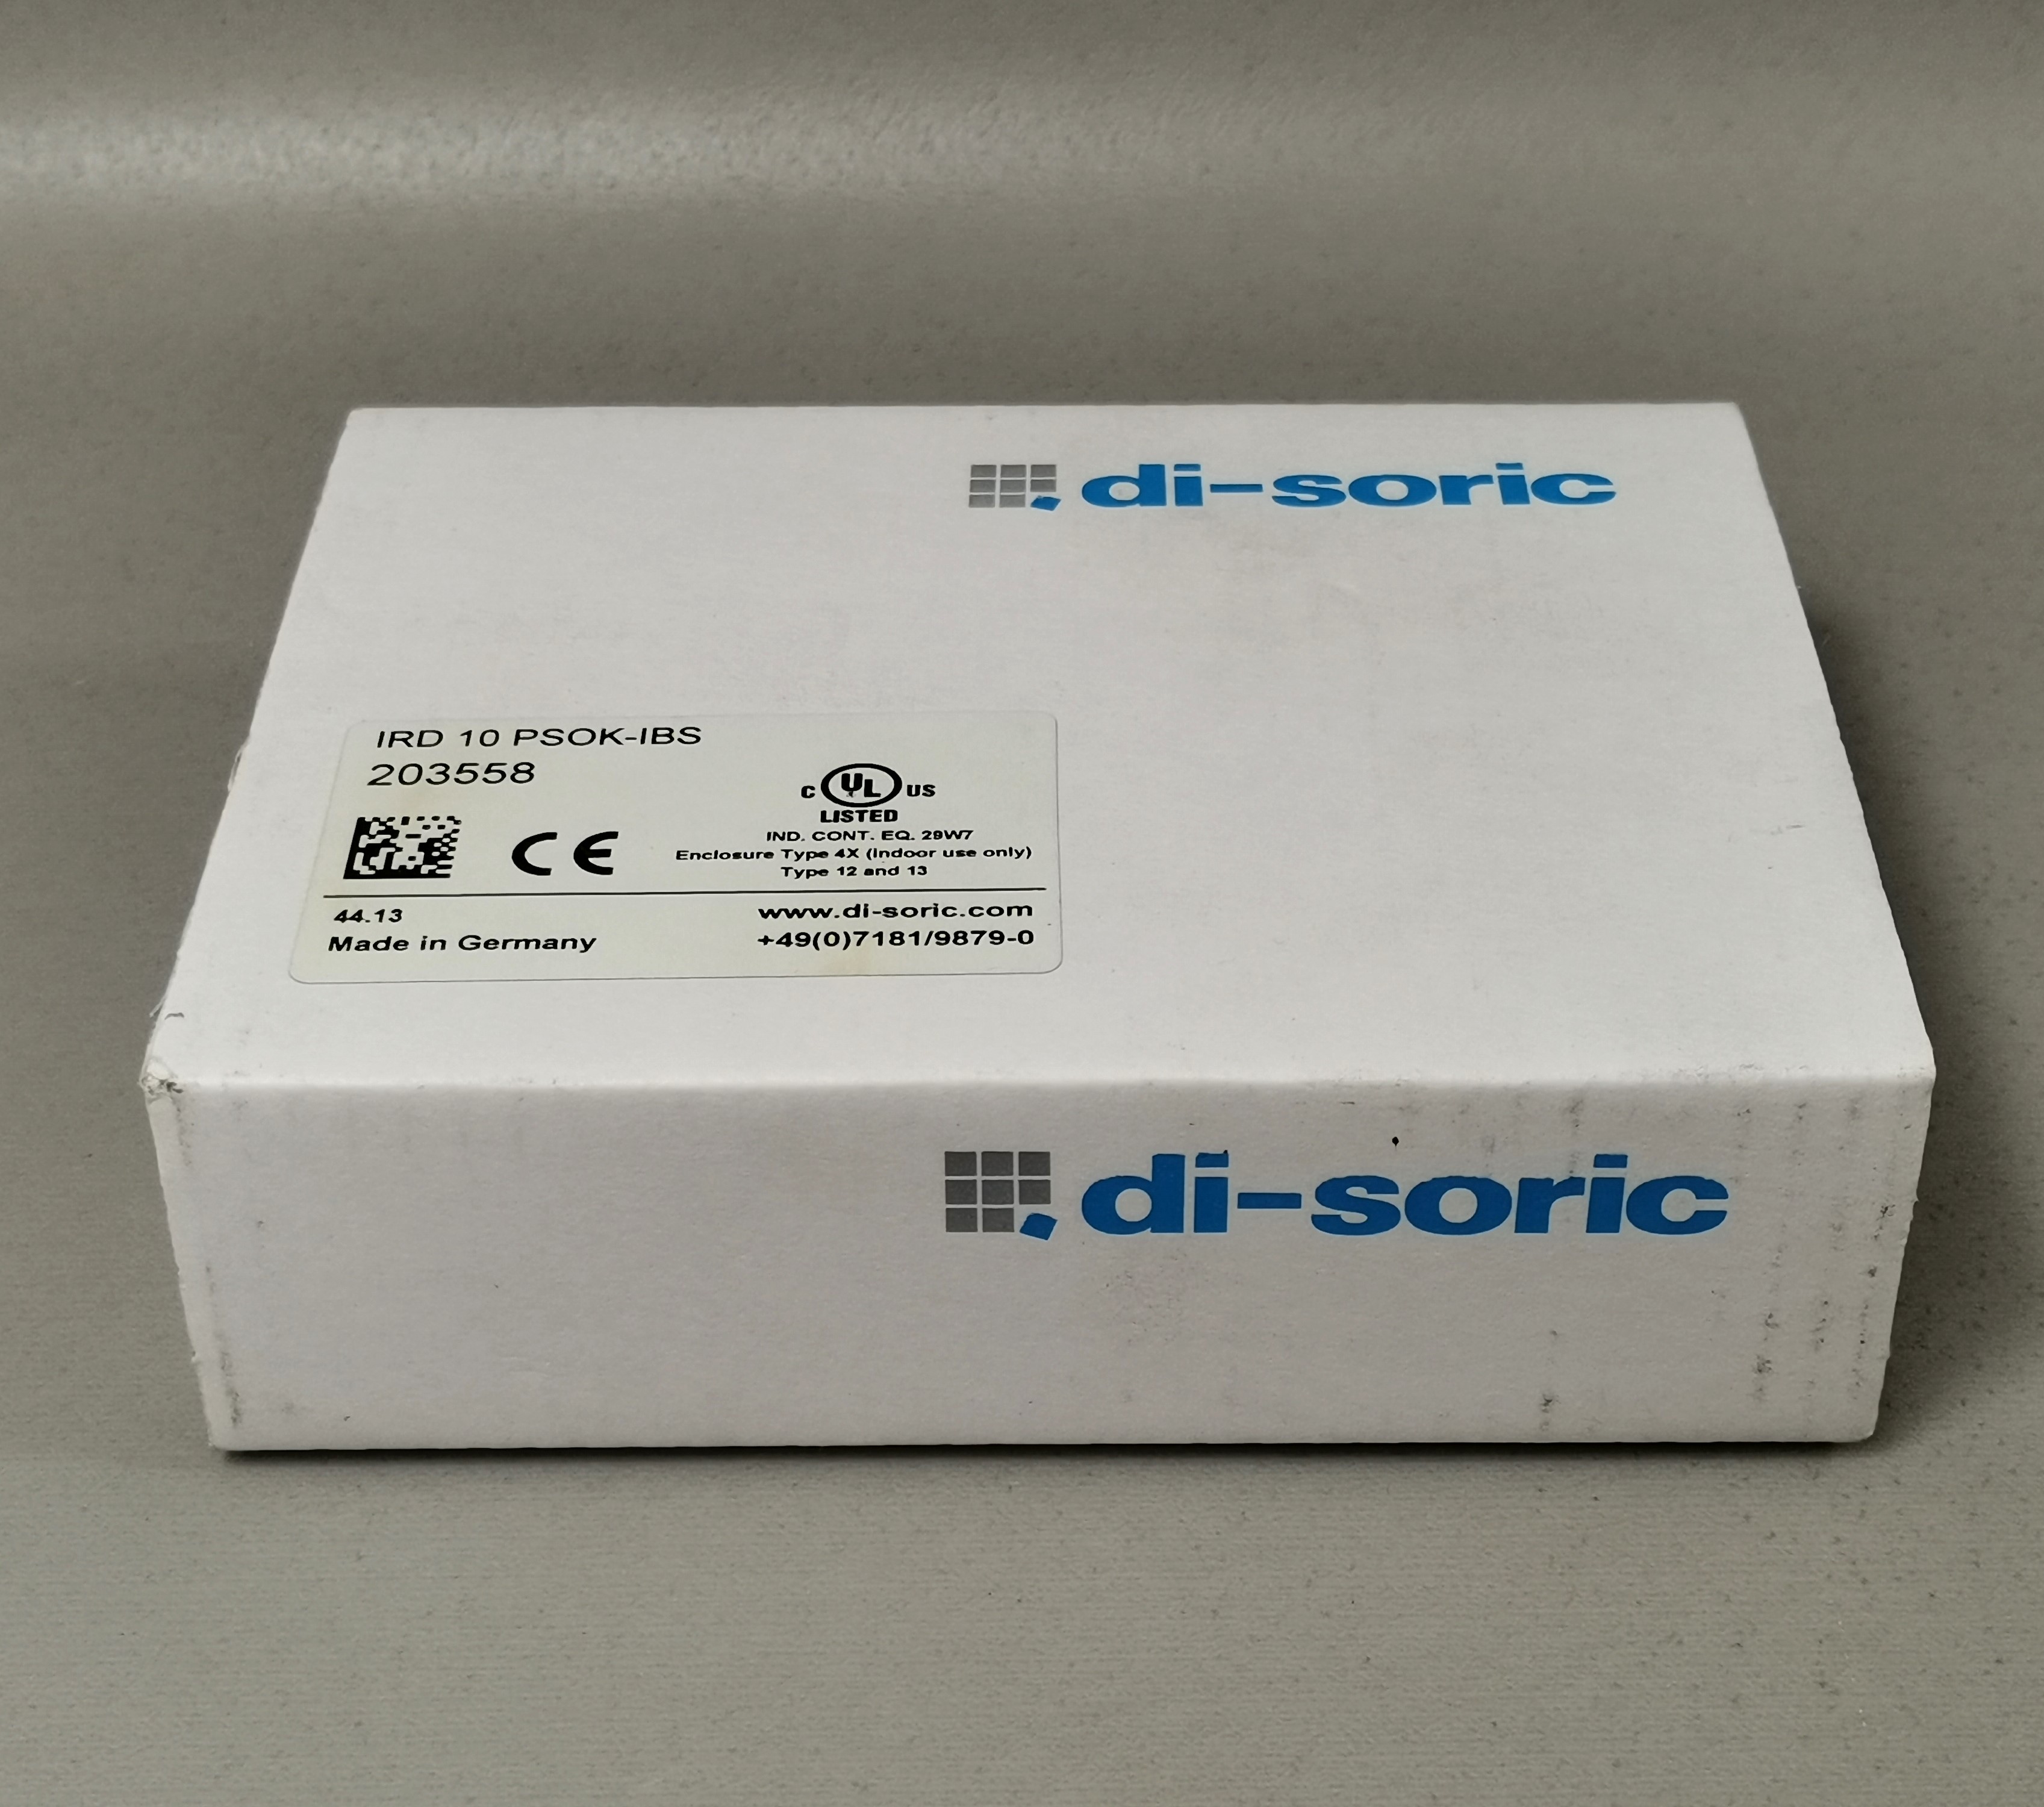 di-soric
IRD 10 PSOK-IBS
203558
C UL US
LISTED
IND. CONT. EQ. 29W7
Enclosure Type 4X (Indoor use only)
Type 12 and 13
CE
44.13
www.di-soric.com
Made in Germany
+49(0)7181/9879-0
di-soric